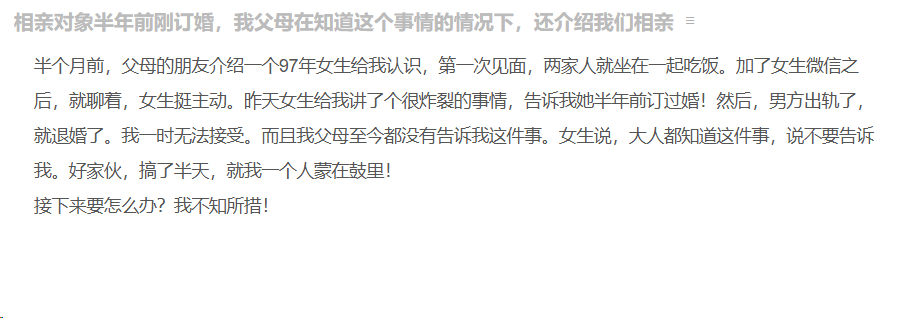 相亲对象半年前刚订婚，我父母在知道这个事情的情况下，还介绍我们相亲
半个月前，父母的朋友介绍一个97年女生给我认识，第一次见面，两家人就坐在一起吃饭。加了女生微信之
后，就聊着，女生挺主动。昨天女生给我讲了个很炸裂的事情，告诉我她半年前订过婚！然后，男方出轨了，
就退婚了。我一时无法接受。而且我父母至今都没有告诉我这件事。女生说，大人都知道这件事，说不要告诉
我。好家伙，搞了半天，就我一个人蒙在鼓里！
接下来要怎么办？我不知所措！